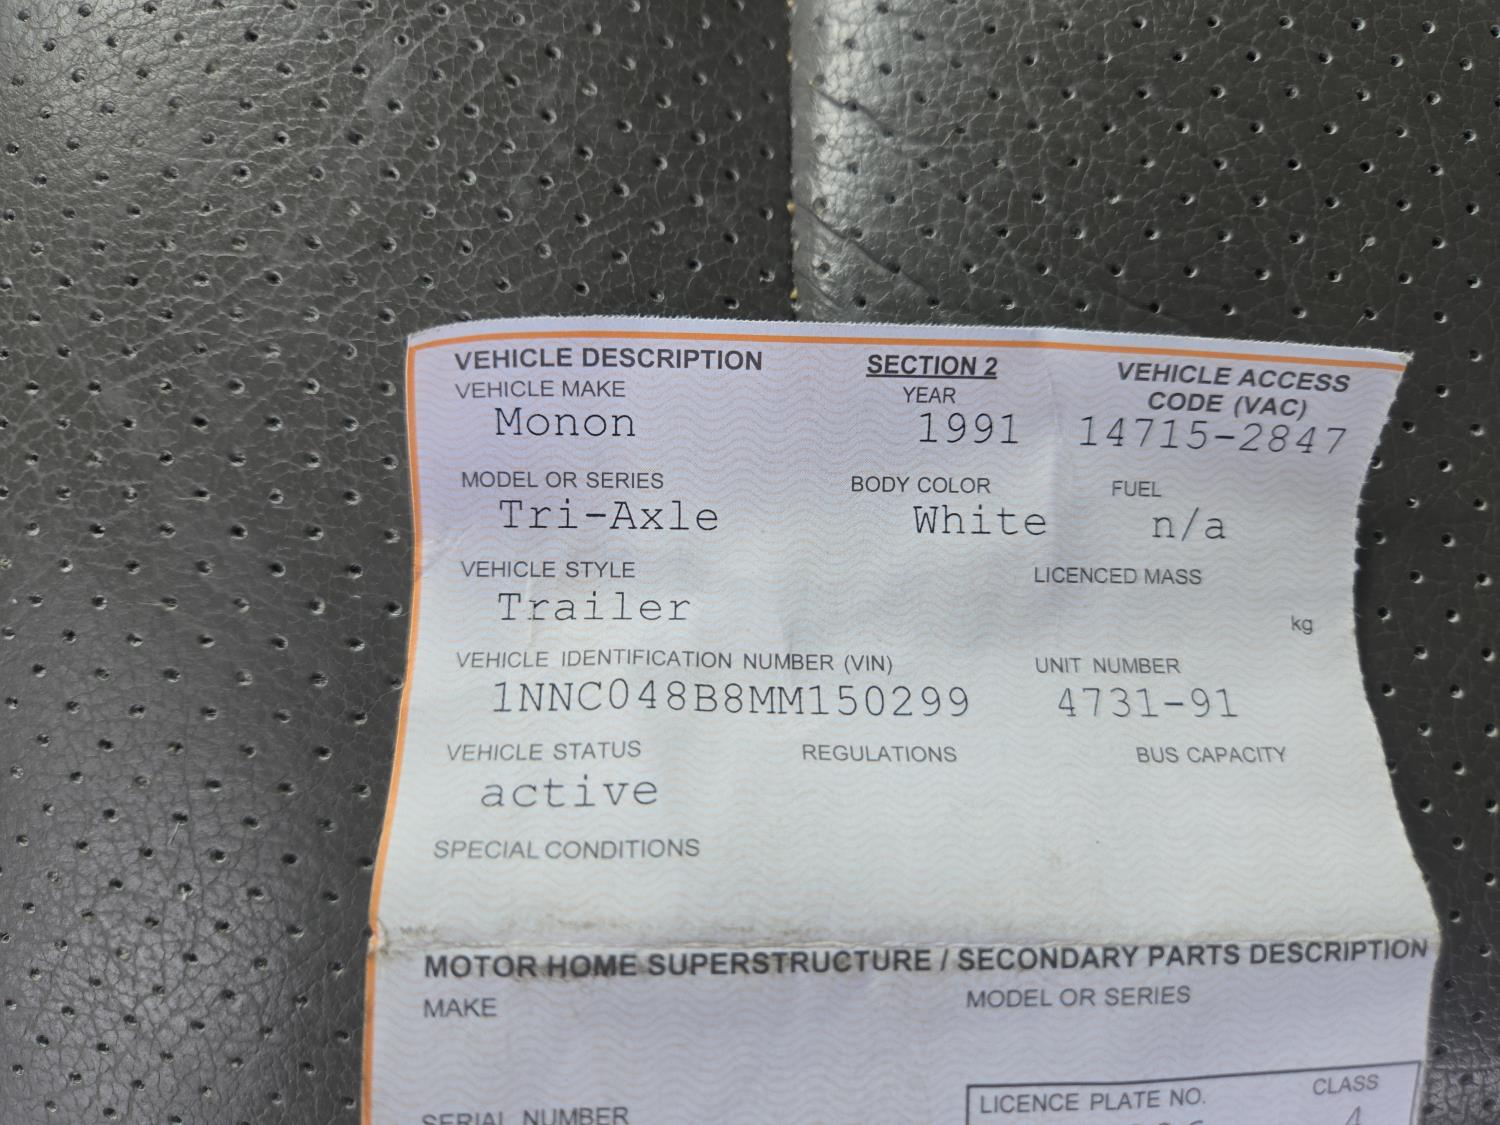 VEHICLE DESCRIPTION SECTION 2 VEHICLE ACCESS
VEHICLE MAKE YEAR CODE (VAC)
Monon 1991 14715-2847
MODEL OR SERIES BODY COLOR FUEL
Tri-Axle White n/a
VEHICLE STYLE LICENCED MASS
Trailer kg
VEHICLE IDENTIFICATION NUMBER (VIN) UNIT NUMBER
1NNC048B8MM150299 4731-91
VEHICLE STATUS REGULATIONS BUS CAPACITY
active
SPECIAL CONDITIONS
MOTOR HOME SUPERSTRUCTURE / SECONDARY PARTS DESCRIPTION
MAKE MODEL OR SERIES
LICENCE PLATE NO. CLASS
SERIAL NUMBER